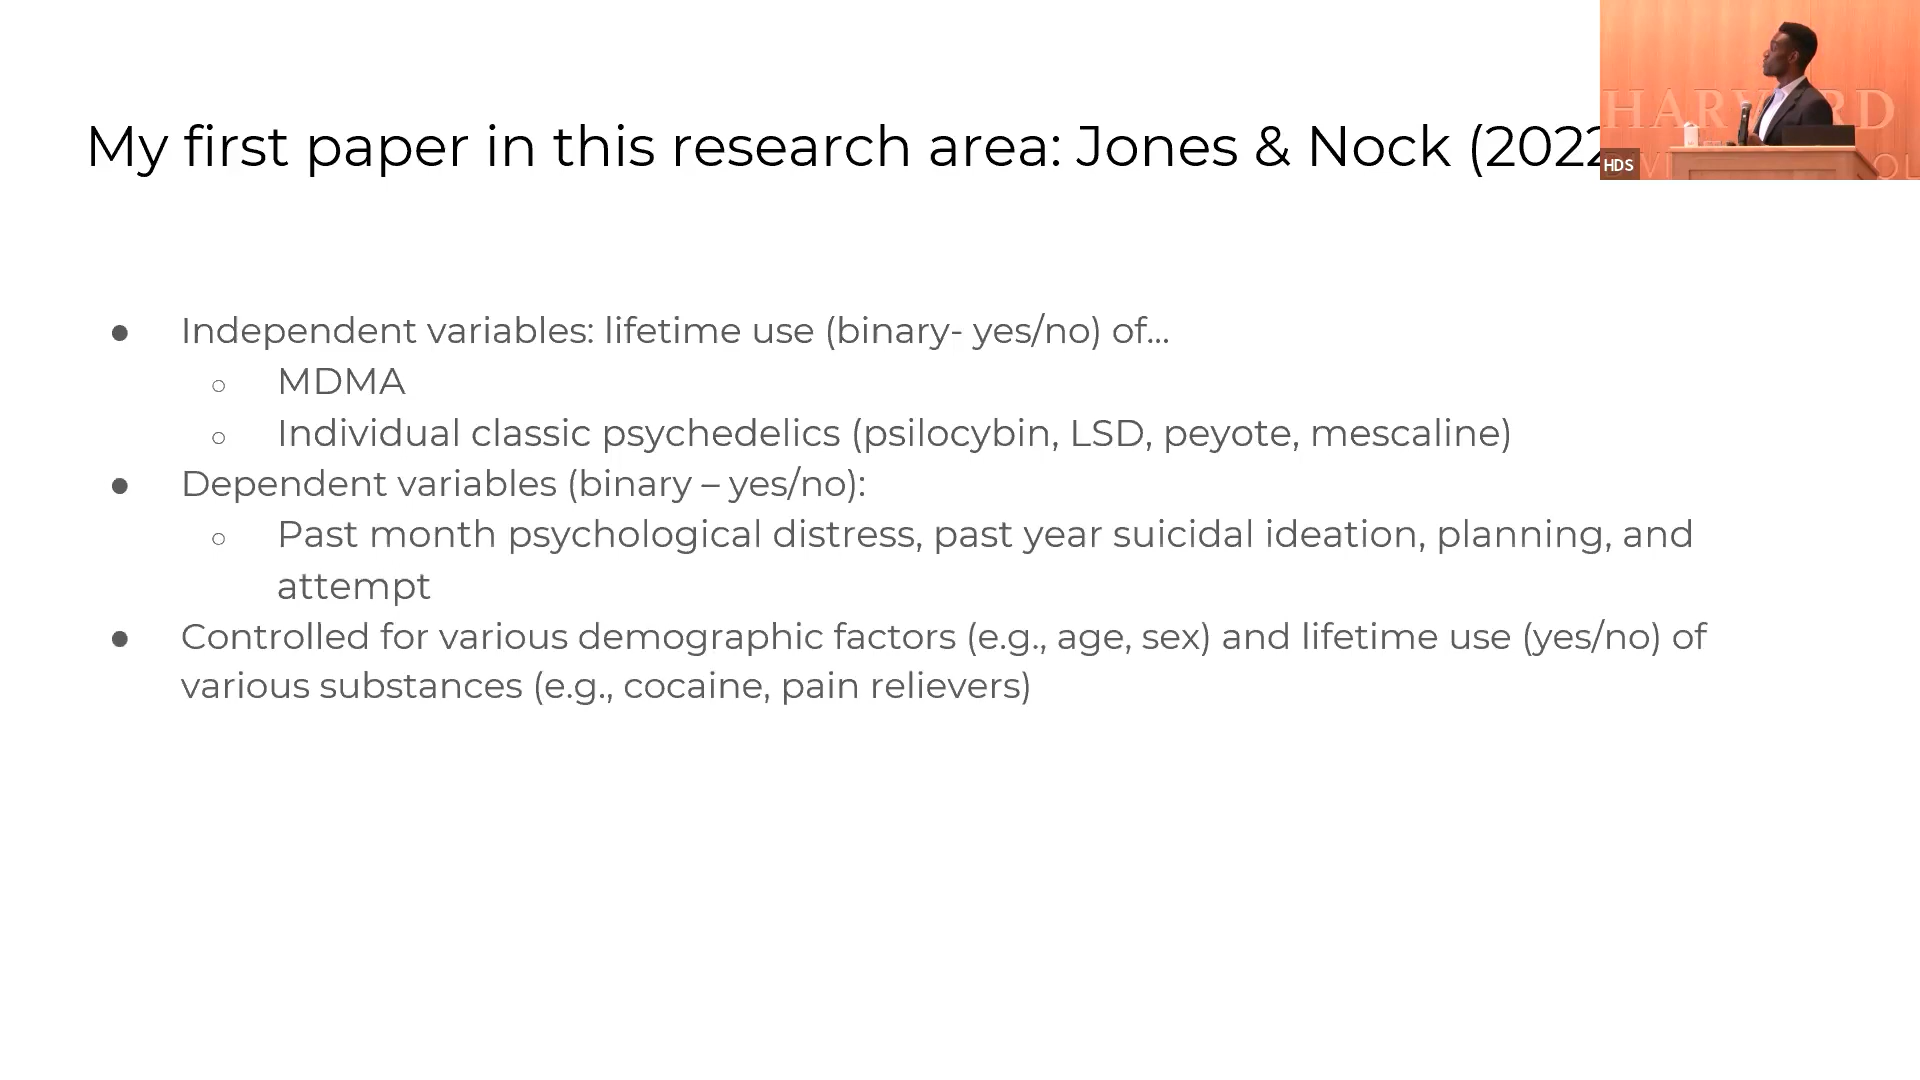 My first paper in this research area: Jones & Nock (2022
HARVARD
HDS
● Independent variables: lifetime use (binary- yes/no) of...
○ MDMA
○ Individual classic psychedelics (psilocybin, LSD, peyote, mescaline)
● Dependent variables (binary – yes/no):
○ Past month psychological distress, past year suicidal ideation, planning, and
attempt
● Controlled for various demographic factors (e.g., age, sex) and lifetime use (yes/no) of
various substances (e.g., cocaine, pain relievers)